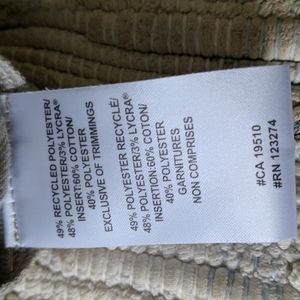 49% RECYCLED POLYESTER/
48% POLYESTER/3% LYCRA®
INSERT:60% COTTON/
40% POLYESTER
EXCLUSIVE OF TRIMMINGS
49% POLYESTER RECYCLÉ/
48% POLYESTER/3% LYCRA®
INSERTION:60% COTON/
40% POLYESTER
GARNITURES
NON COMPRISES
#CA 19510
#RN 123274